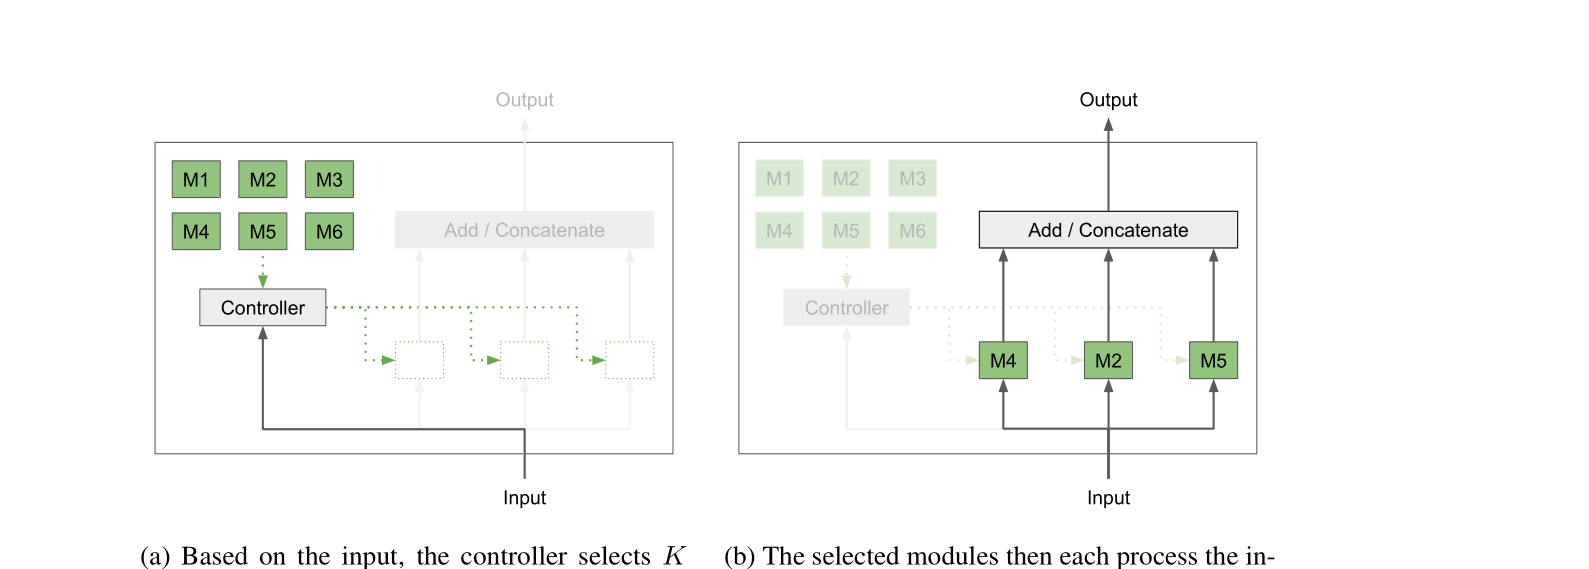 Output
M1 M2 M3
M4 M5 M6
Add / Concatenate
Controller
Input
(a) Based on the input, the controller selects K
Output
M1 M2 M3
M4 M5 M6
Add / Concatenate
Controller
M4 M2 M5
Input
(b) The selected modules then each process the in-